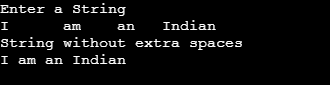 Enter a String
I      am    an   Indian
String without extra spaces
I am an Indian